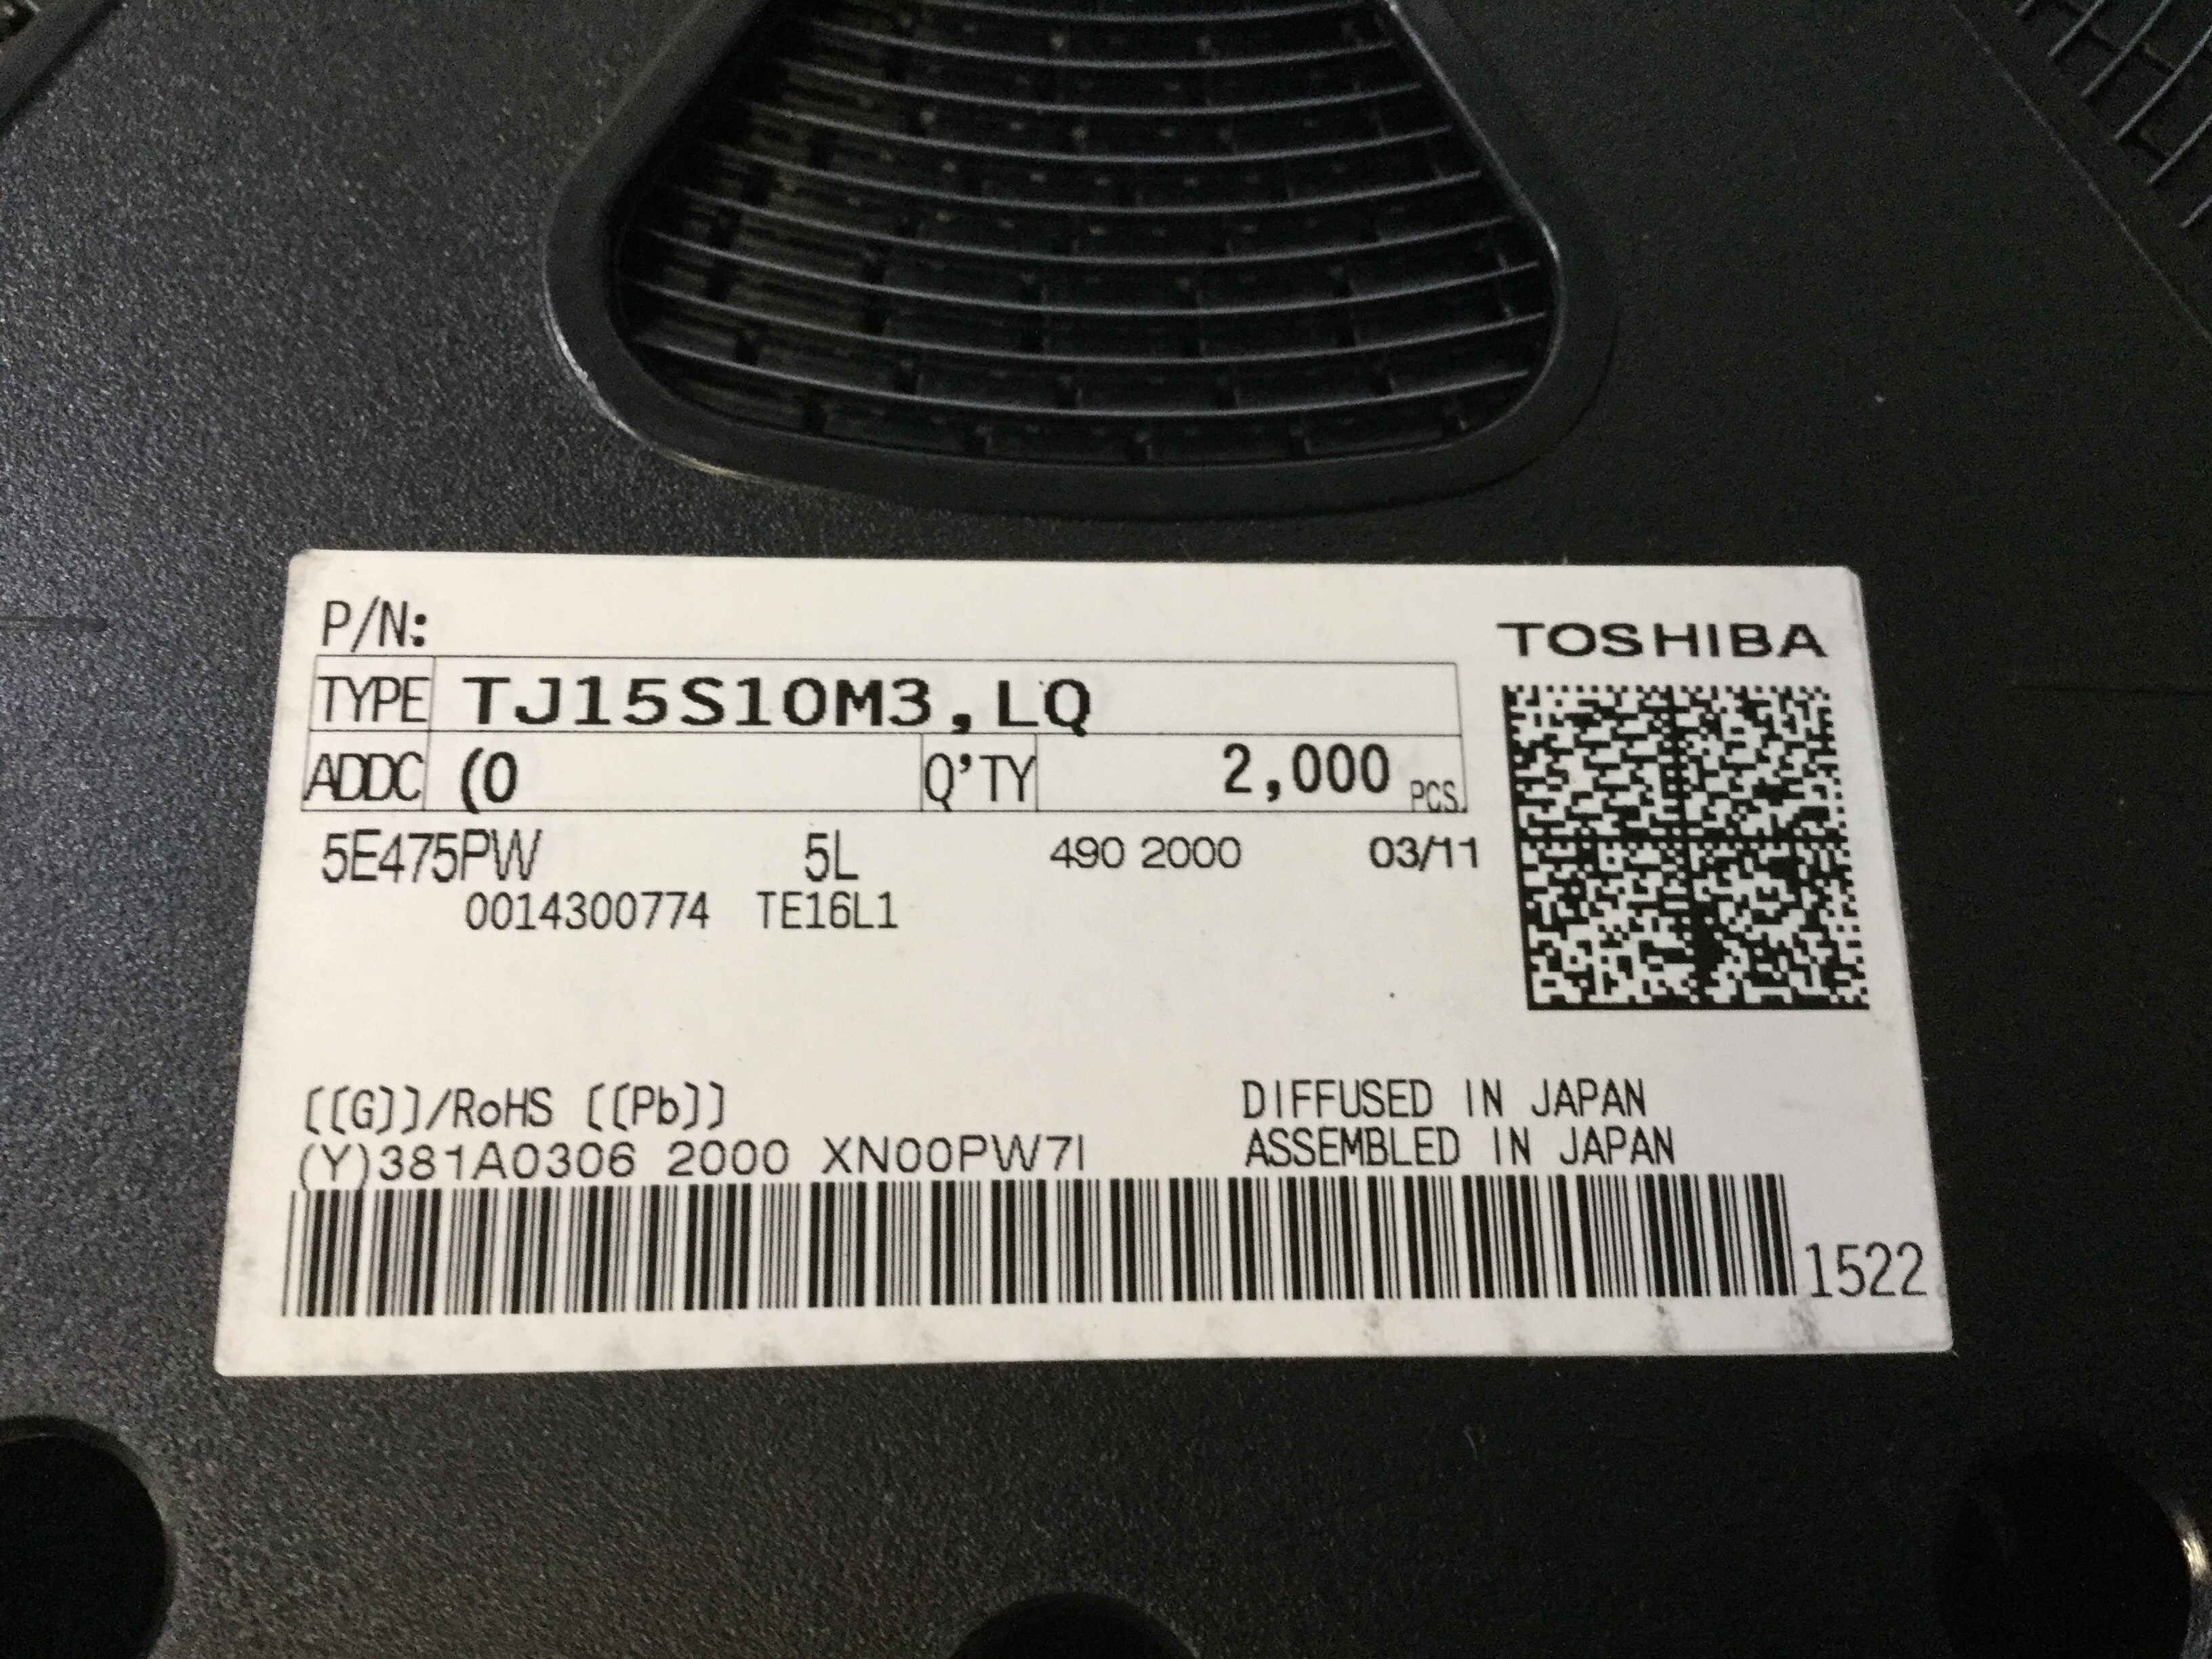 P/N:
TOSHIBA
TYPE TJ15S10M3,LQ
ADDC (0 Q'TY 2,000 PCS.
5E475PW 5L 490 2000 03/11
0014300774 TE16L1
[[G]]/RoHS [[Pb]]
DIFFUSED IN JAPAN
(Y)381A0306 2000 XN00PW7I
ASSEMBLED IN JAPAN
1522